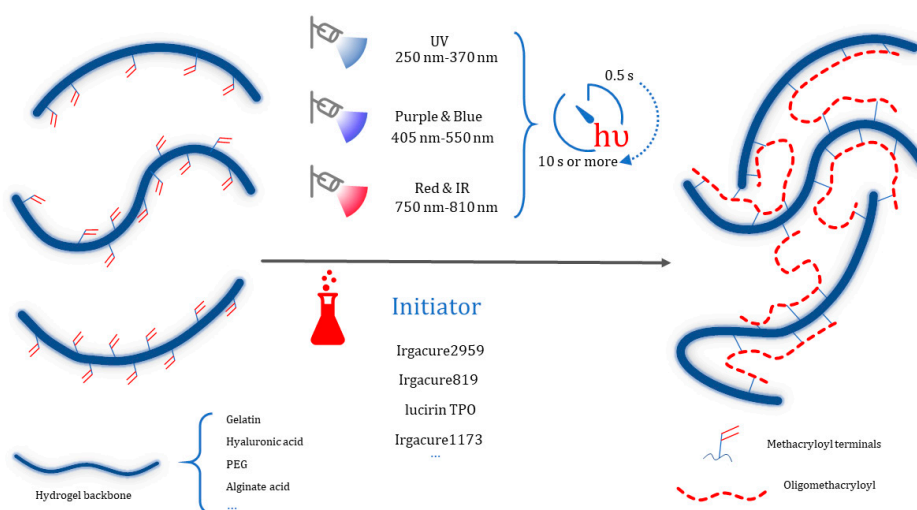 UV
250 nm-370 nm
Purple & Blue
405 nm-550 nm
Red & IR
750 nm-810 nm
0.5 s
hυ
10 s or more
Initiator
Irgacure2959
Irgacure819
lucirin TPO
Irgacure1173
...
Hydrogel backbone
Gelatin
Hyaluronic acid
PEG
Alginate acid
...
Methacryloyl terminals
Oligomethacryloyl